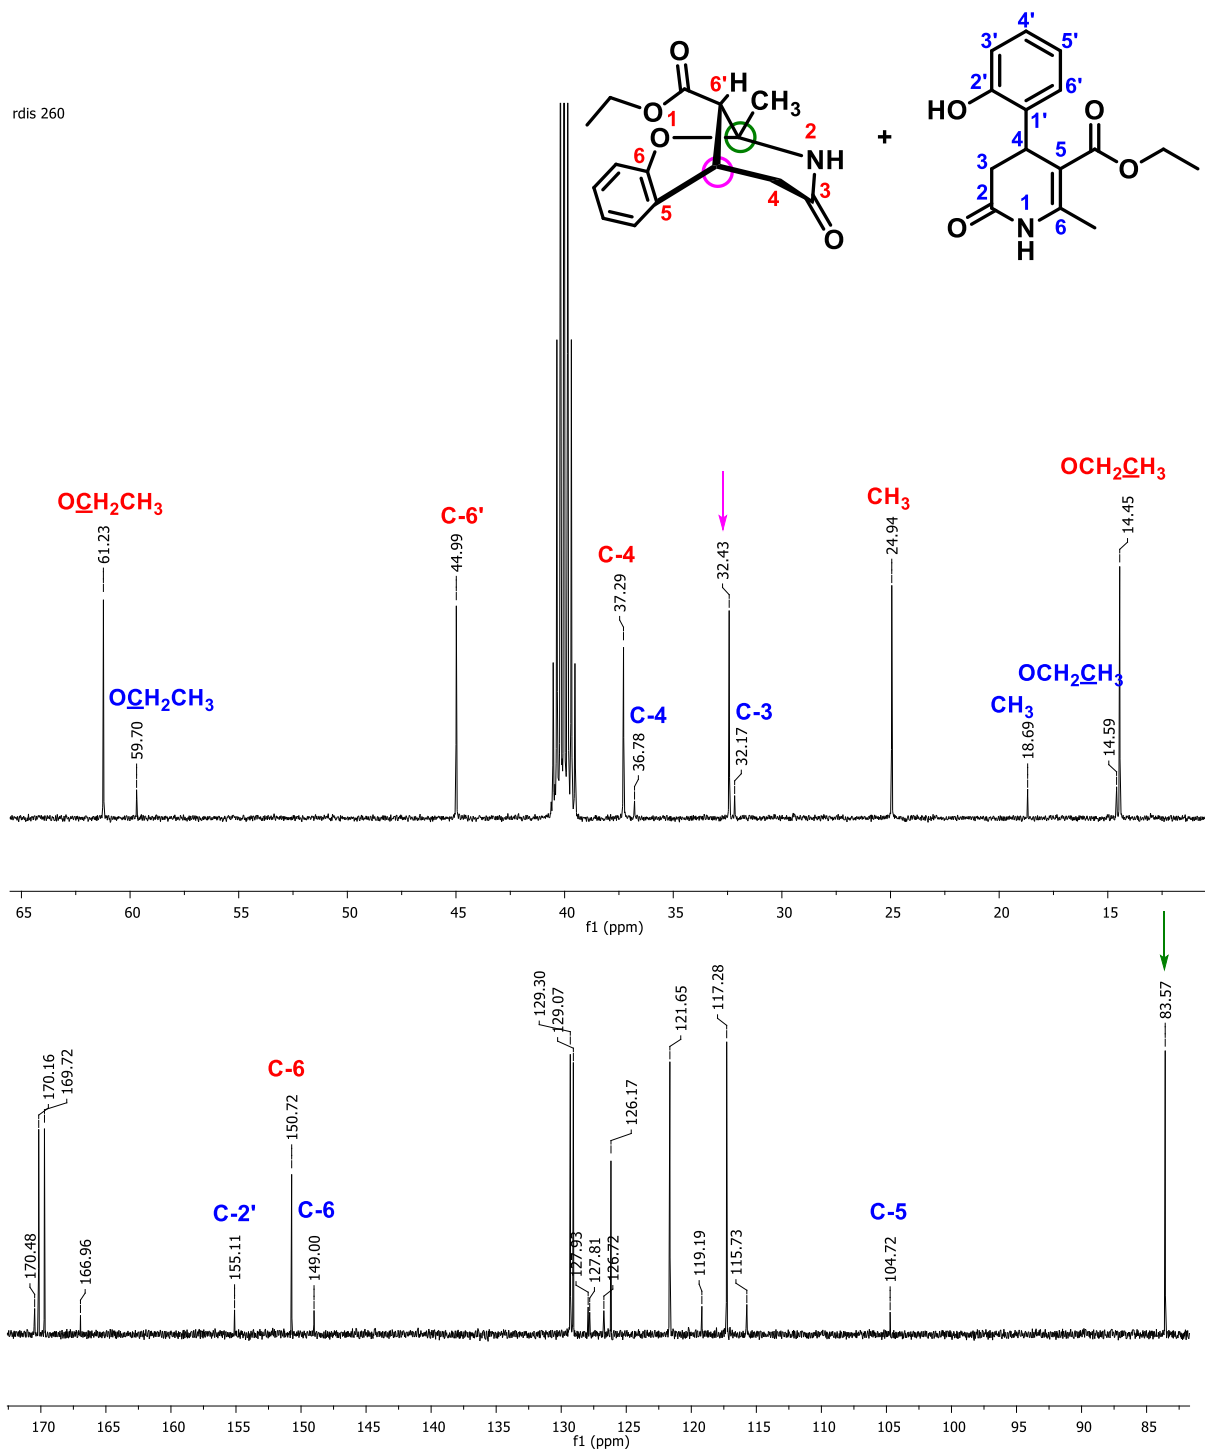 rdis 260
O
O
6'
H
CH3
1
O
2
NH
6
5
4
3
O
+
4'
3'
5'
2'
6'
HO
1'
O
4
5
O
3
2
1
6
O
N
H
OCH2CH3
61.23
OCH2CH3
59.70
C-6'
44.99
C-4
37.29
C-4
36.78
32.43
C-3
32.17
CH3
24.94
CH3
18.69
OCH2CH3
14.59
OCH2CH3
14.45
65 60 55 50 45 40 35 30 25 20 15
f1 (ppm)
170.48
170.16
169.72
166.96
C-2'
155.11
C-6
150.72
C-6
149.00
129.30
129.07
127.93
127.81
126.72
126.17
121.65
119.19
117.28
115.73
C-5
104.72
83.57
170 165 160 155 150 145 140 135 130 125 120 115 110 105 100 95 90 85
f1 (ppm)